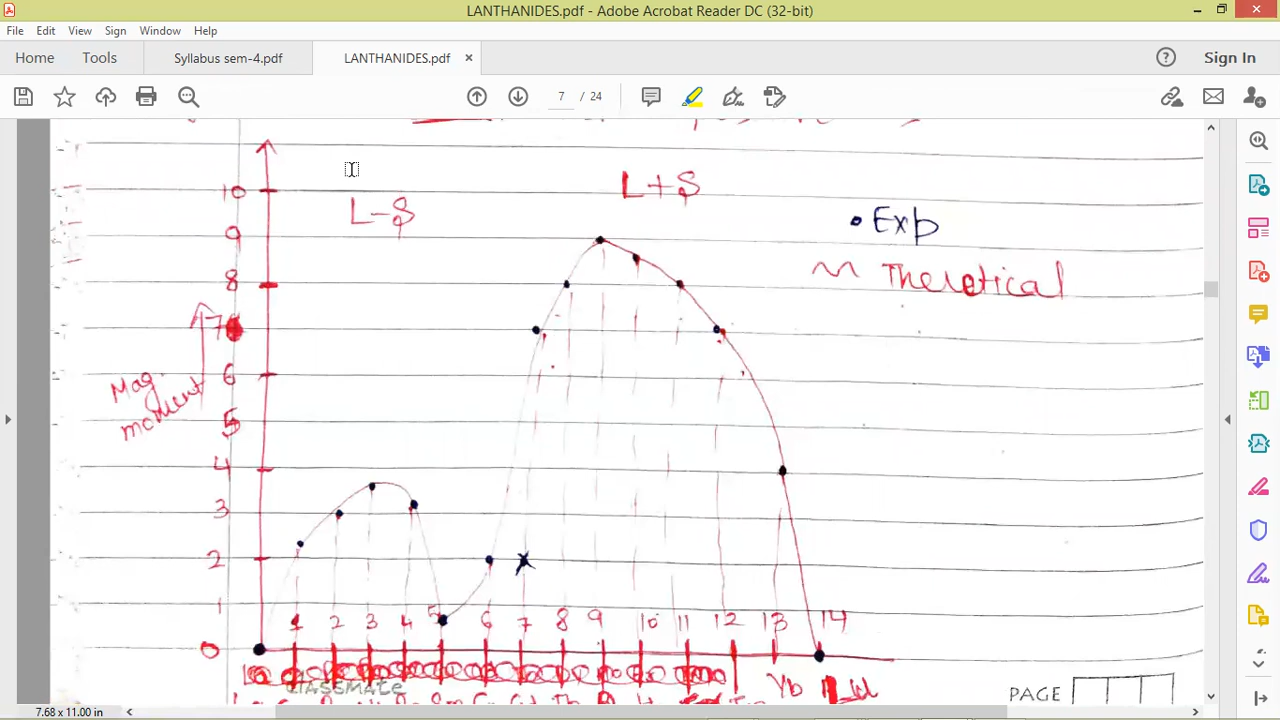 LANTHANIDES.pdf - Adobe Acrobat Reader DC (32-bit)
File Edit View Sign Window Help
Home Tools Syllabus sem-4.pdf LANTHANIDES.pdf × Sign In
7 / 24
10
L-S
L+S
9
• Exp
8
Theretical
7
Mag.
moment
6
5
4
3
2
1
1 2 3 4 5 6 7 8 9 10 11 12 13 14
0
Yb Lu
classmate
PAGE
7.68 x 11.00 in